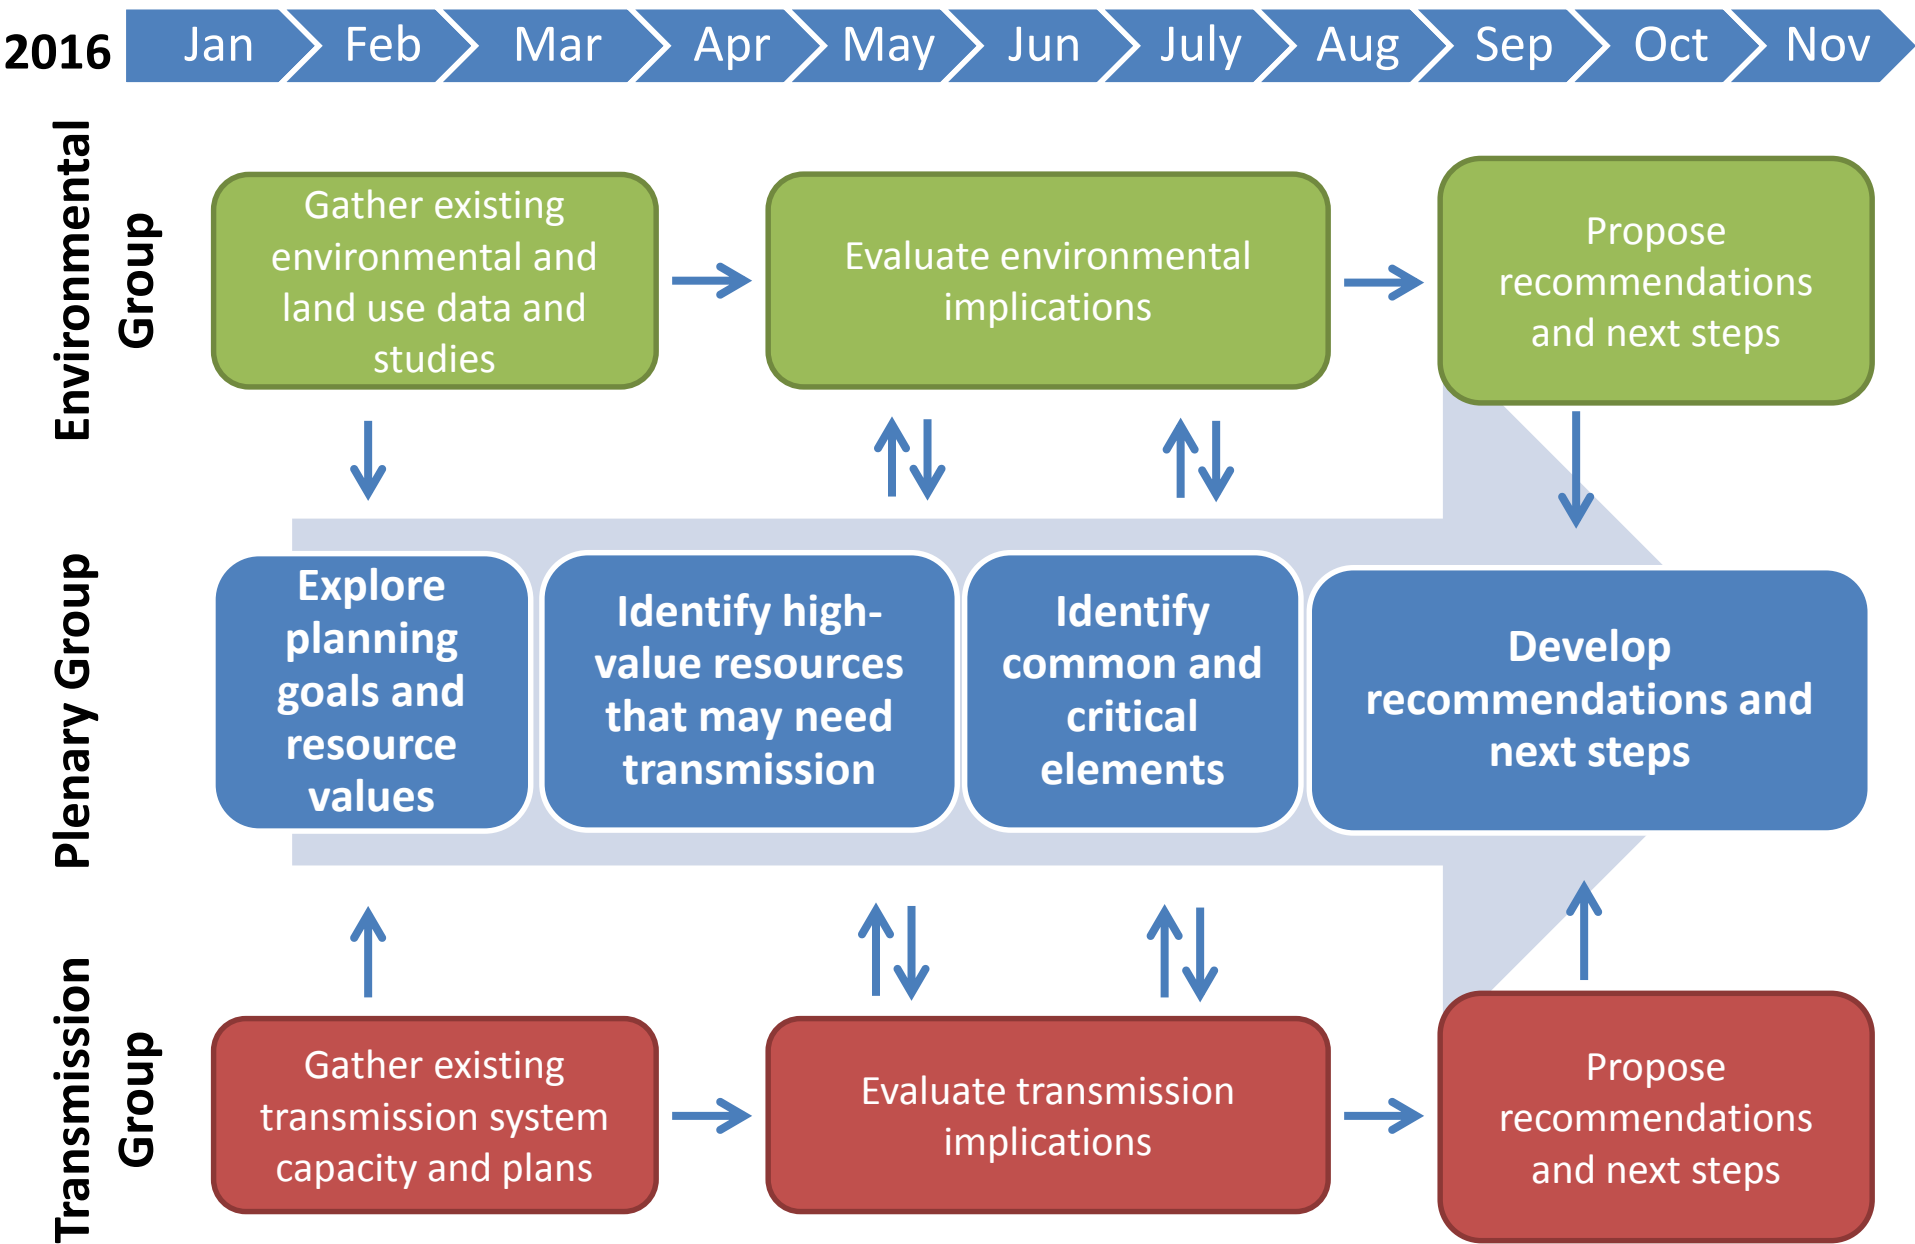 2016
Jan
Feb
Mar
Apr
May
Jun
July
Aug
Sep
Oct
Nov
Environmental
Group
Gather existing
environmental and
land use data and
studies
Evaluate environmental
implications
Propose
recommendations
and next steps
Plenary Group
Explore
planning
goals and
resource
values
Identify high-
value resources
that may need
transmission
Identify
common and
critical
elements
Develop
recommendations and
next steps
Transmission
Group
Gather existing
transmission system
capacity and plans
Evaluate transmission
implications
Propose
recommendations
and next steps